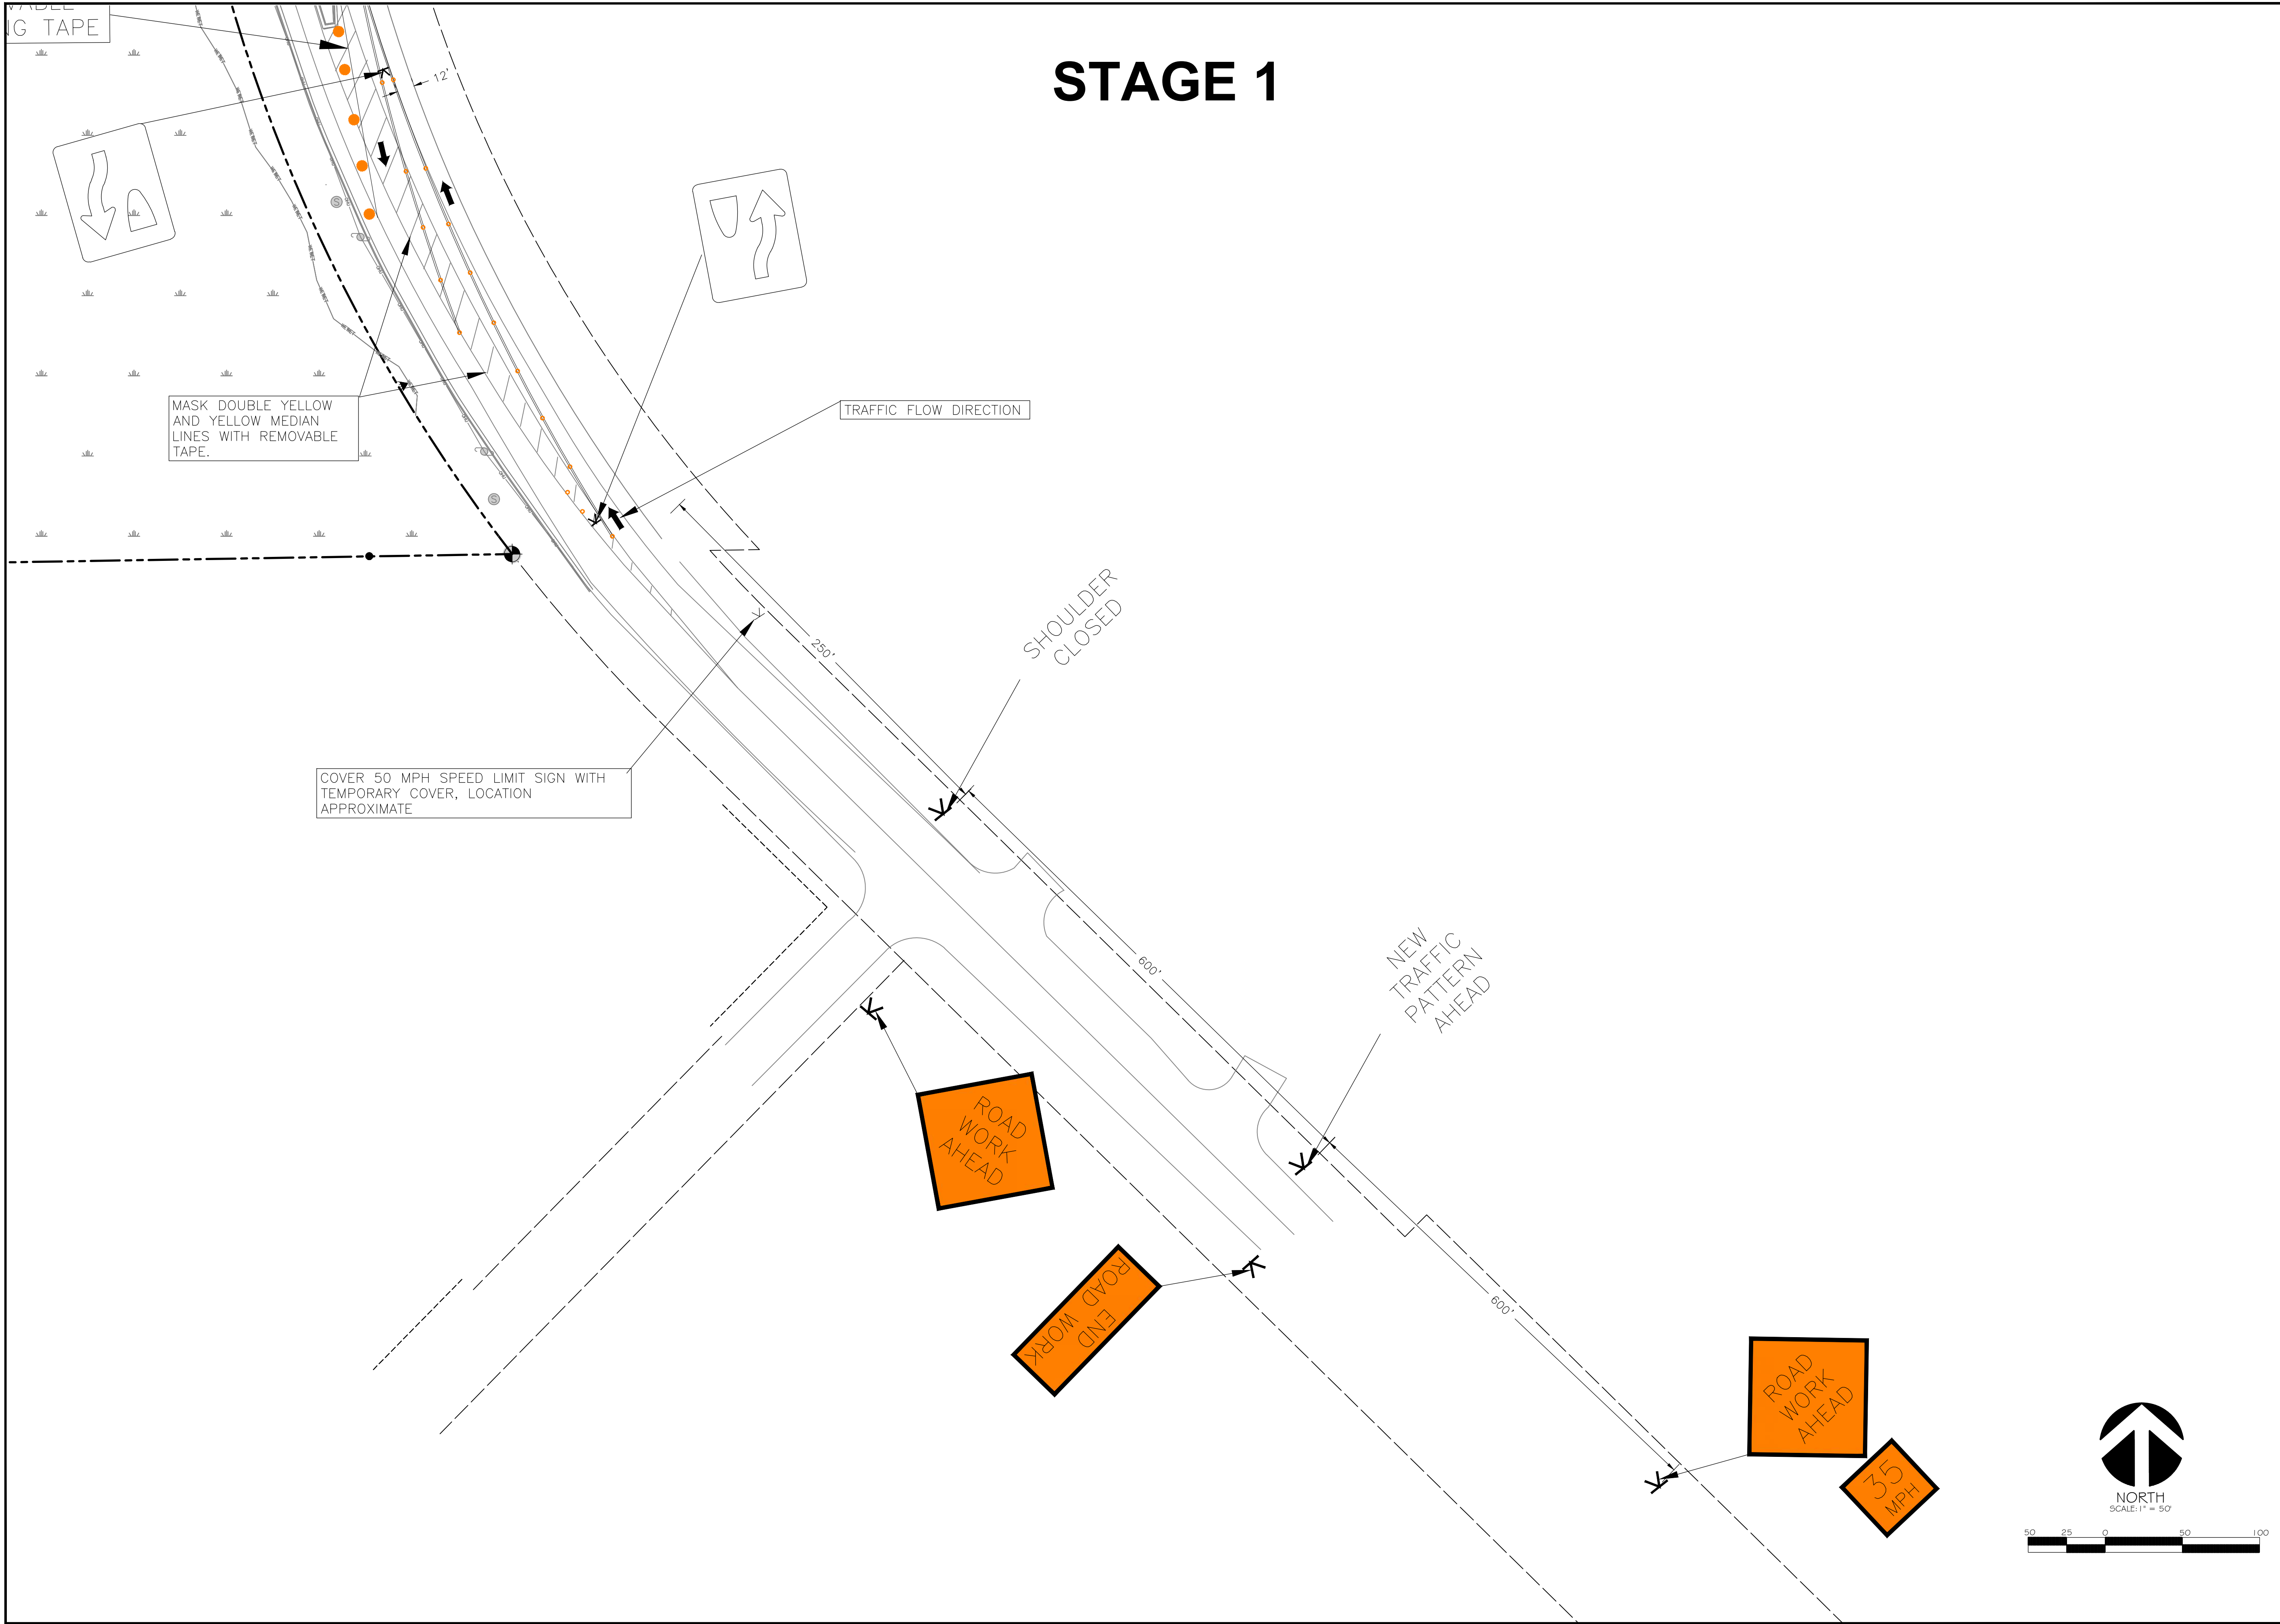 NG TAPE
STAGE 1
12'
MASK DOUBLE YELLOW
AND YELLOW MEDIAN
LINES WITH REMOVABLE
TAPE.
TRAFFIC FLOW DIRECTION
S
S
250'
SHOULDER
CLOSED
COVER 50 MPH SPEED LIMIT SIGN WITH
TEMPORARY COVER, LOCATION
APPROXIMATE
600'
NEW
TRAFFIC
PATTERN
AHEAD
ROAD
WORK
AHEAD
END
ROAD WORK
600'
ROAD
WORK
AHEAD
35
MPH
NORTH
SCALE: 1" = 50'
50 25 0 50 100